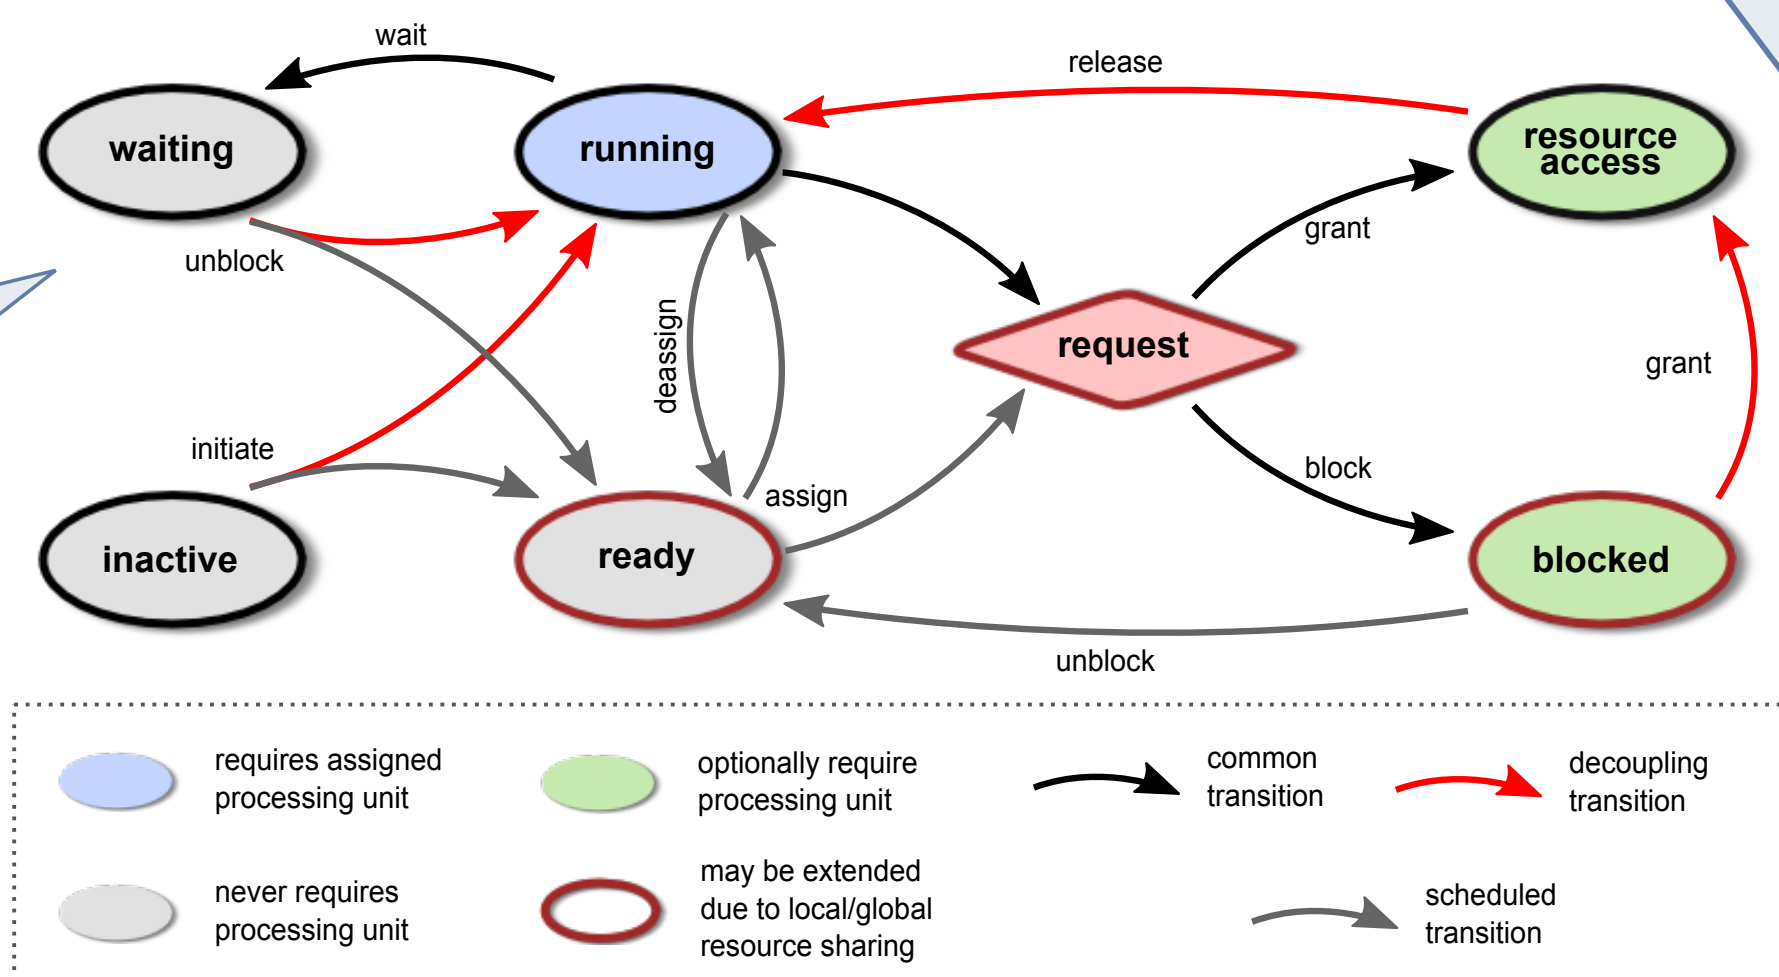 wait
release
waiting
running
resource
access
unblock
grant
deassign
request
grant
initiate
block
assign
inactive
ready
blocked
unblock
requires assigned
processing unit
optionally require
processing unit
common
transition
decoupling
transition
never requires
processing unit
may be extended
due to local/global
resource sharing
scheduled
transition